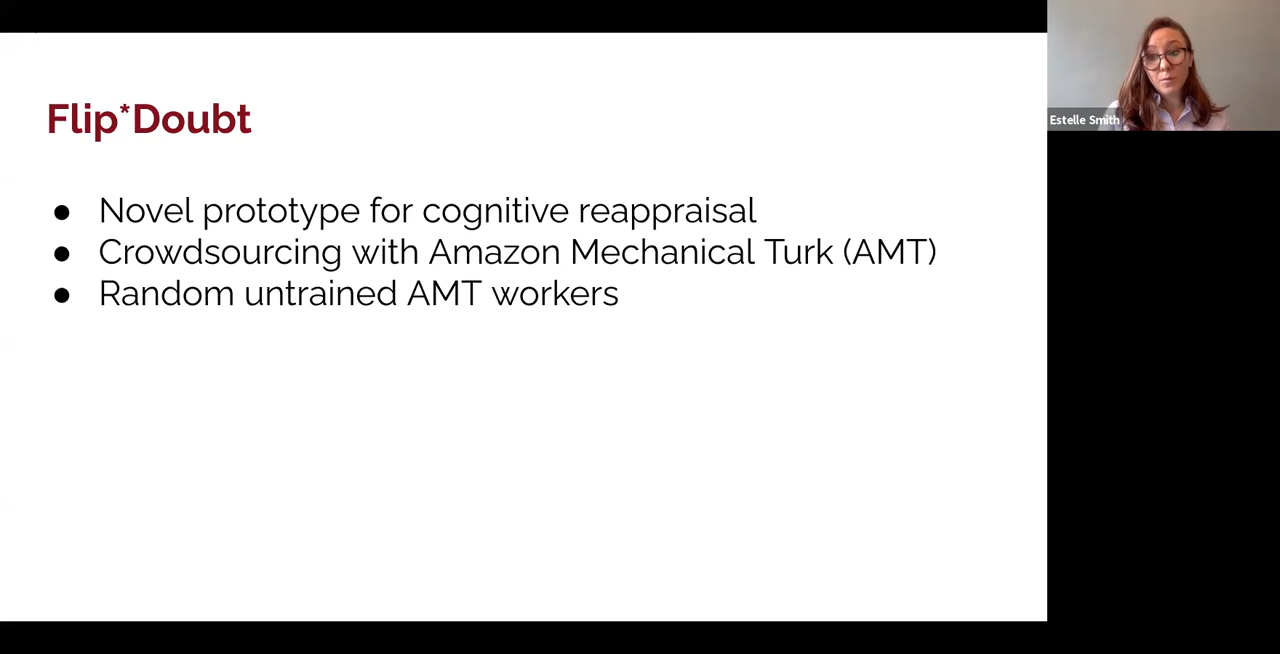 Flip*Doubt
● Novel prototype for cognitive reappraisal
● Crowdsourcing with Amazon Mechanical Turk (AMT)
● Random untrained AMT workers
Estelle Smith